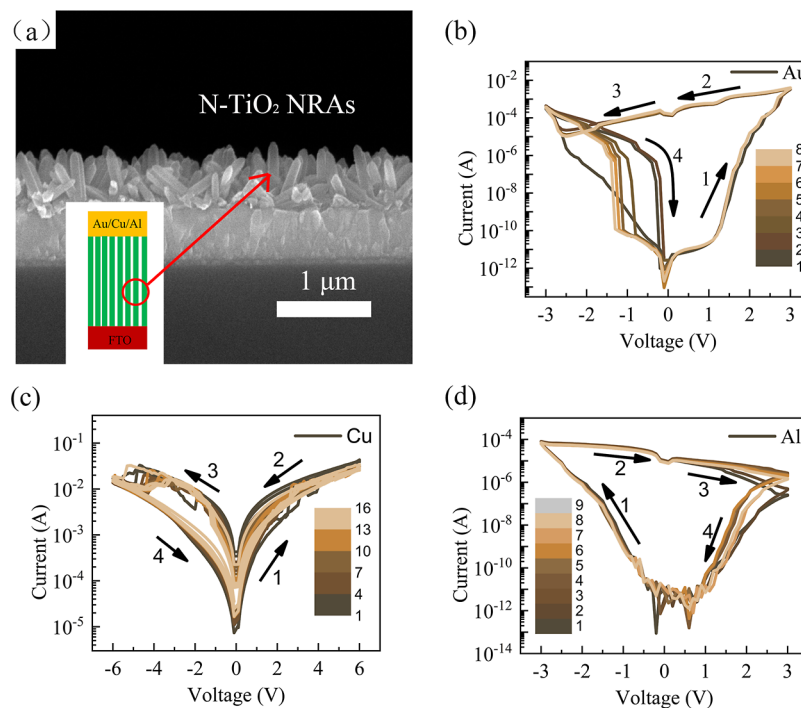 (a)
N-TiO₂ NRAs
Au/Cu/Al
FTO
1 μm
(b)
Au
3
2
4
1
8
7
6
5
4
3
2
1
10⁻²
10⁻⁴
10⁻⁶
10⁻⁸
10⁻¹⁰
10⁻¹²
Current (A)
-3 -2 -1 0 1 2 3
Voltage (V)
(c)
Cu
3
2
4
1
16
13
10
7
4
1
10⁻¹
10⁻²
10⁻³
10⁻⁴
10⁻⁵
Current (A)
-6 -4 -2 0 2 4 6
Voltage (V)
(d)
Al
2
3
1
4
9
8
7
6
5
4
3
2
1
10⁻⁴
10⁻⁶
10⁻⁸
10⁻¹⁰
10⁻¹²
10⁻¹⁴
Current (A)
-3 -2 -1 0 1 2 3
Voltage (V)